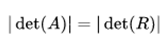 |det(A)| = |det(R)|